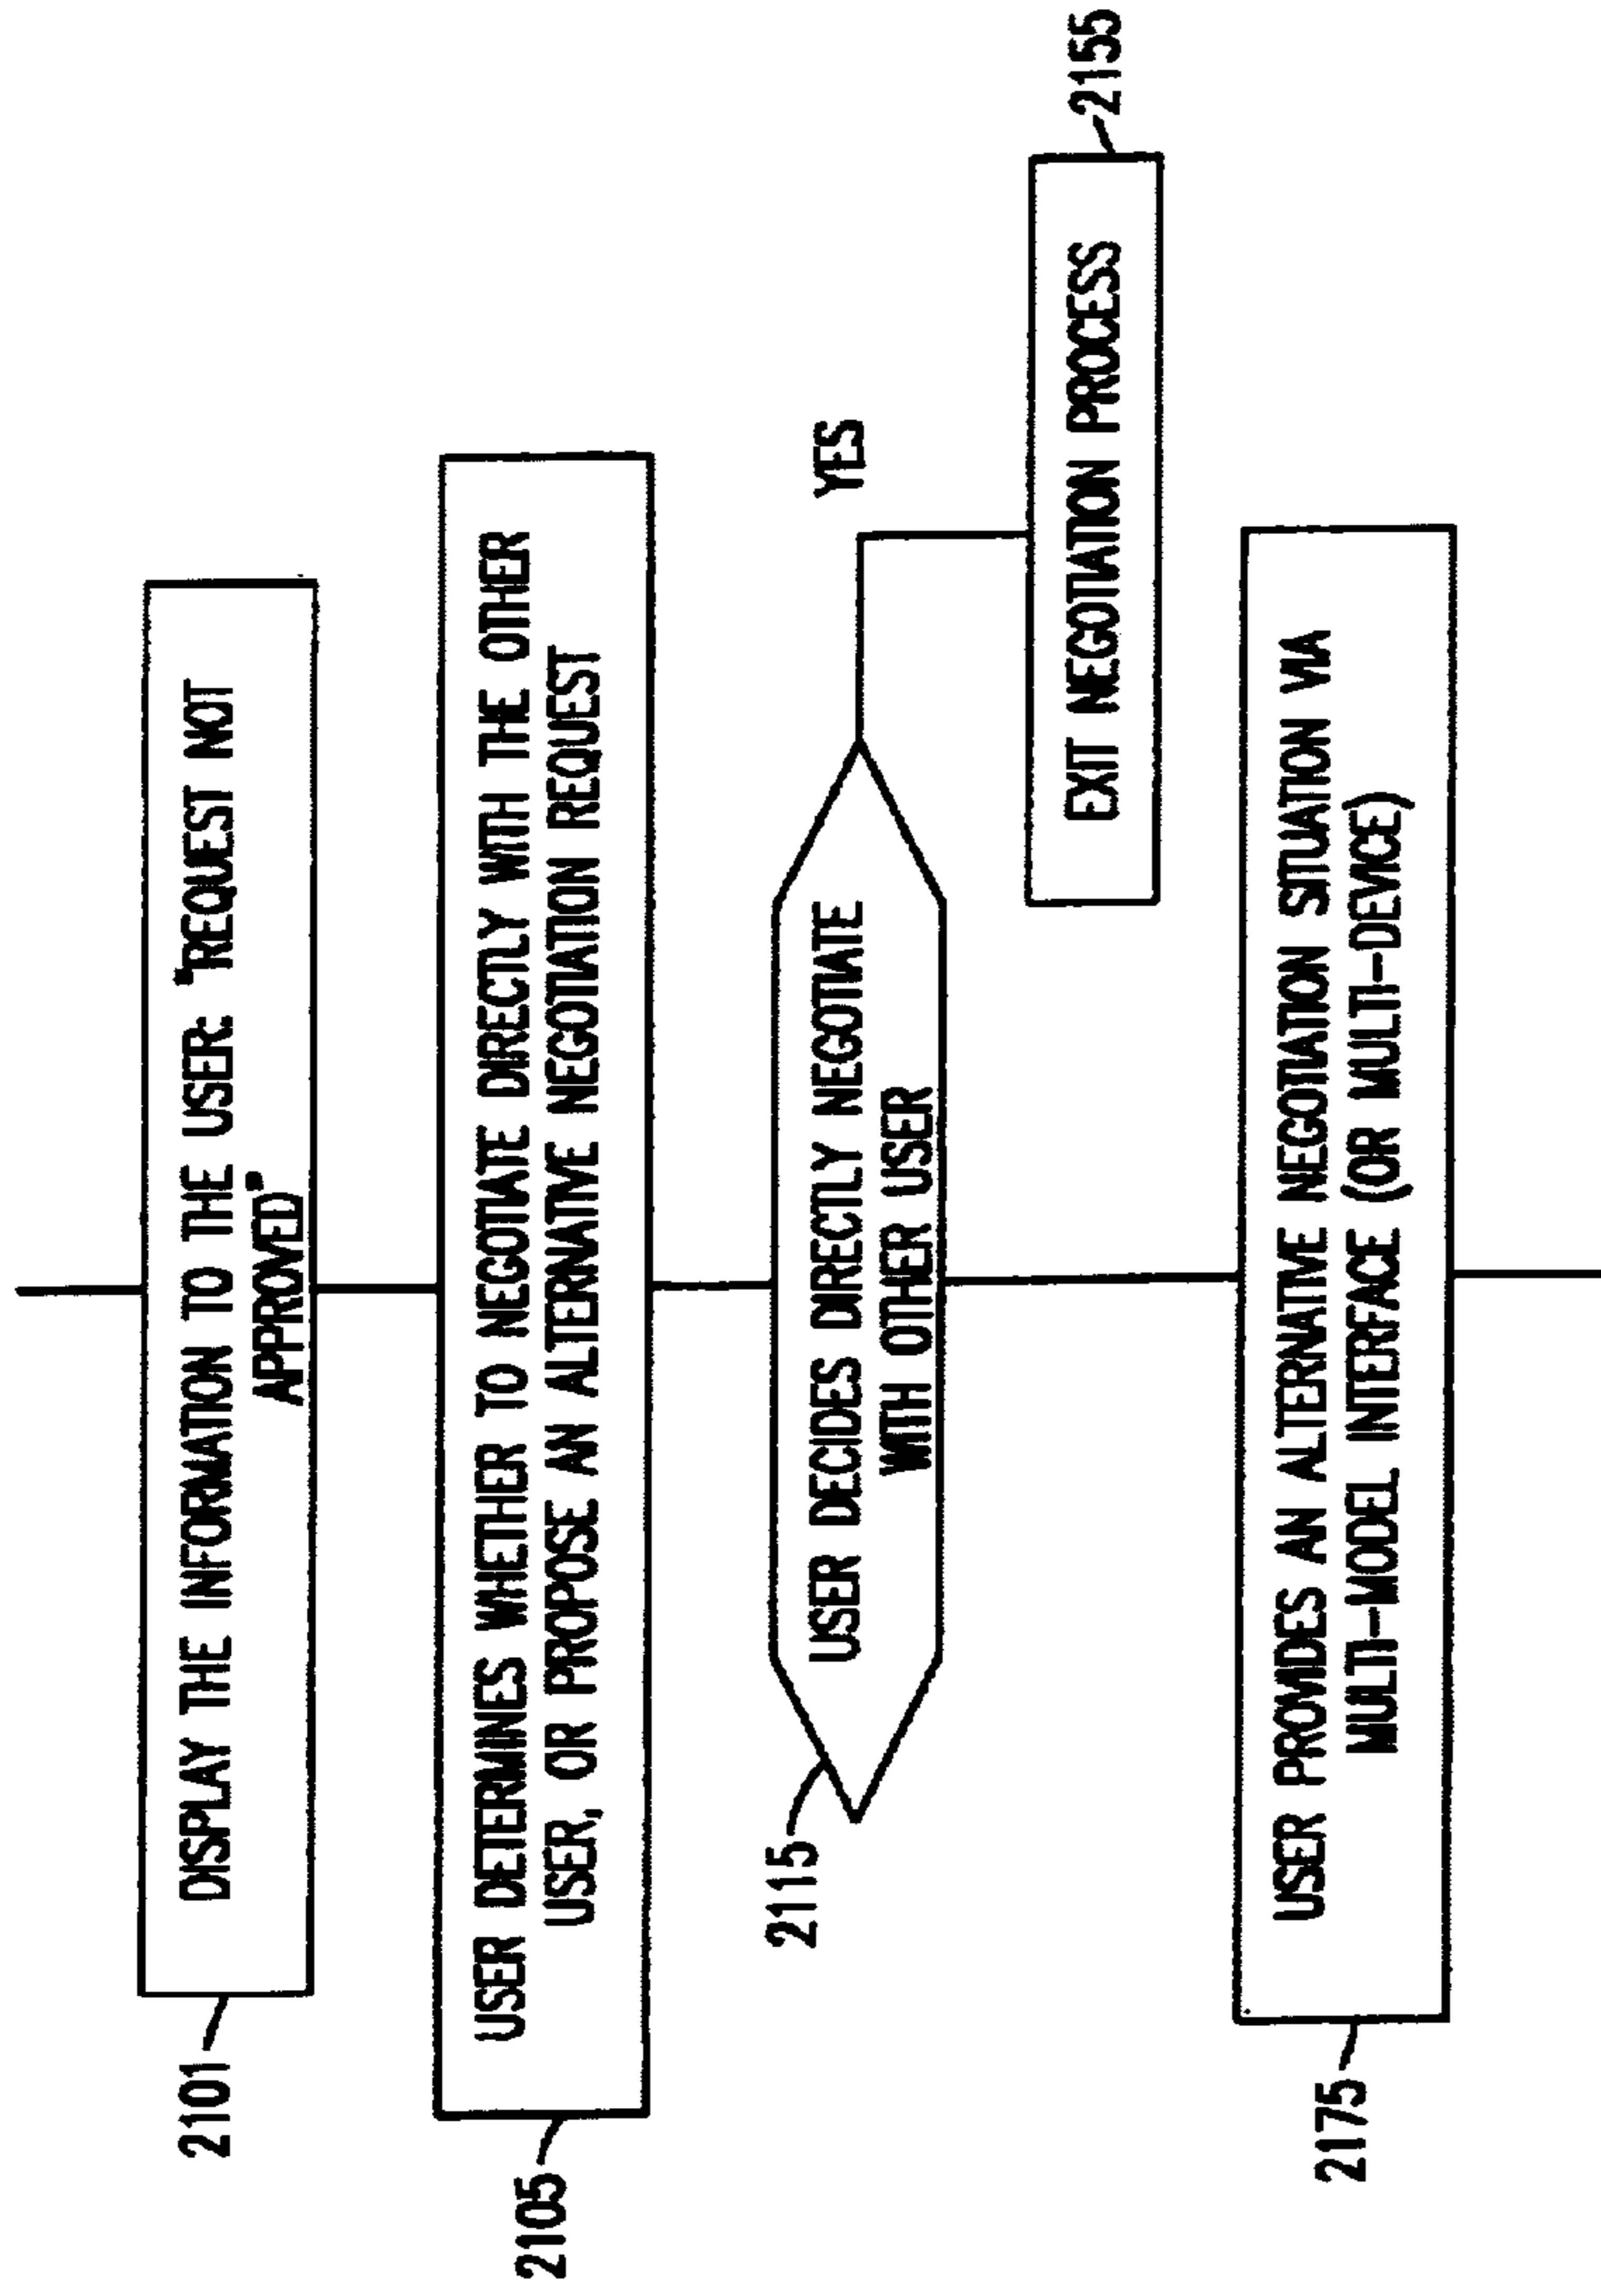 2101
DISPLAY THE INFORMATION TO THE USER: "REQUEST NOT
APPROVED"
2105
USER DETERMINES WHETHER TO NEGOTIATE DIRECTLY WITH THE OTHER
USER, OR PROPOSE AN ALTERNATIVE NEGOTIATION REQUEST
2115
USER DECIDES DIRECTLY NEGOTIATE
WITH OTHER USER
YES
EXIT NEGOTIATION PROCESS
2155
2175
USER PROVIDES AN ALTERNATIVE NEGOTIATION SITUATION VIA
MULTI-MODEL INTERFACE (OR MULTI-DEVICE)